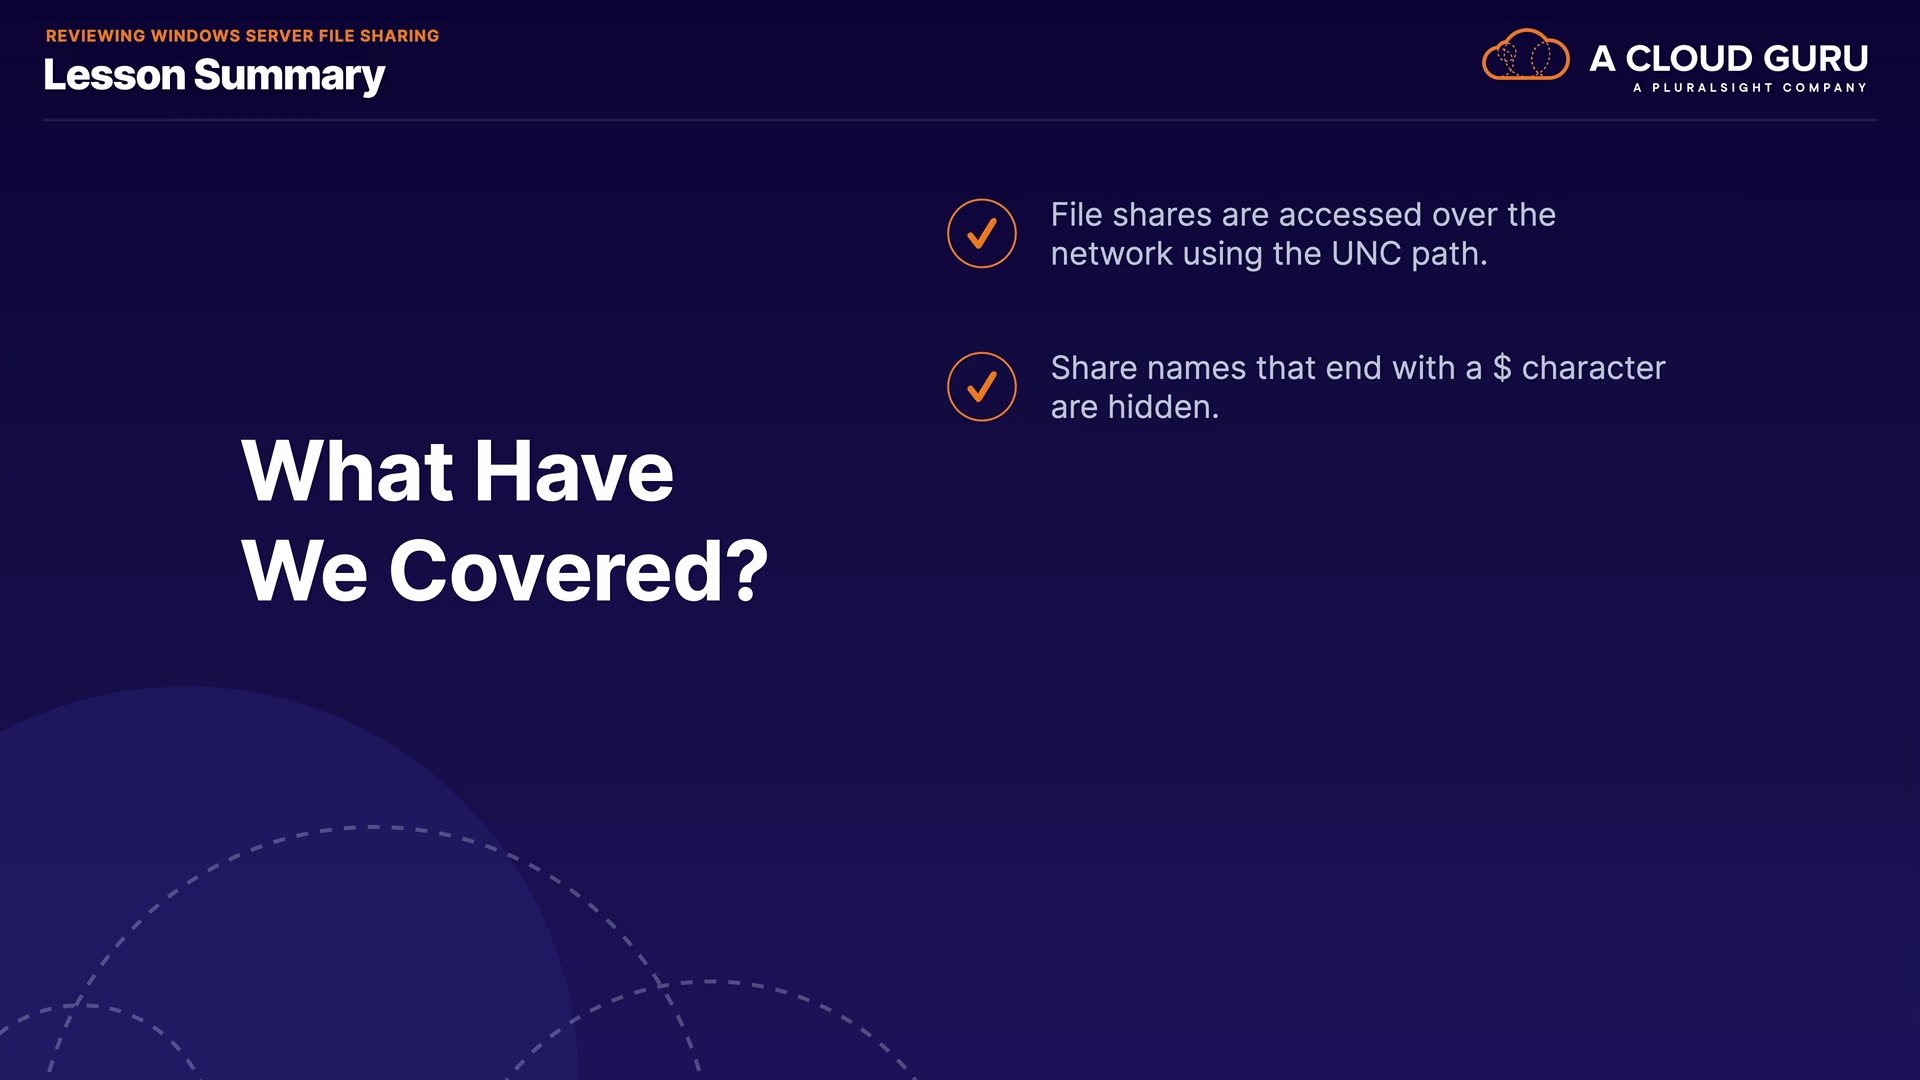 REVIEWING WINDOWS SERVER FILE SHARING
Lesson Summary
A CLOUD GURU
A PLURALSIGHT COMPANY
File shares are accessed over the
network using the UNC path.
Share names that end with a $ character
are hidden.
What Have
We Covered?